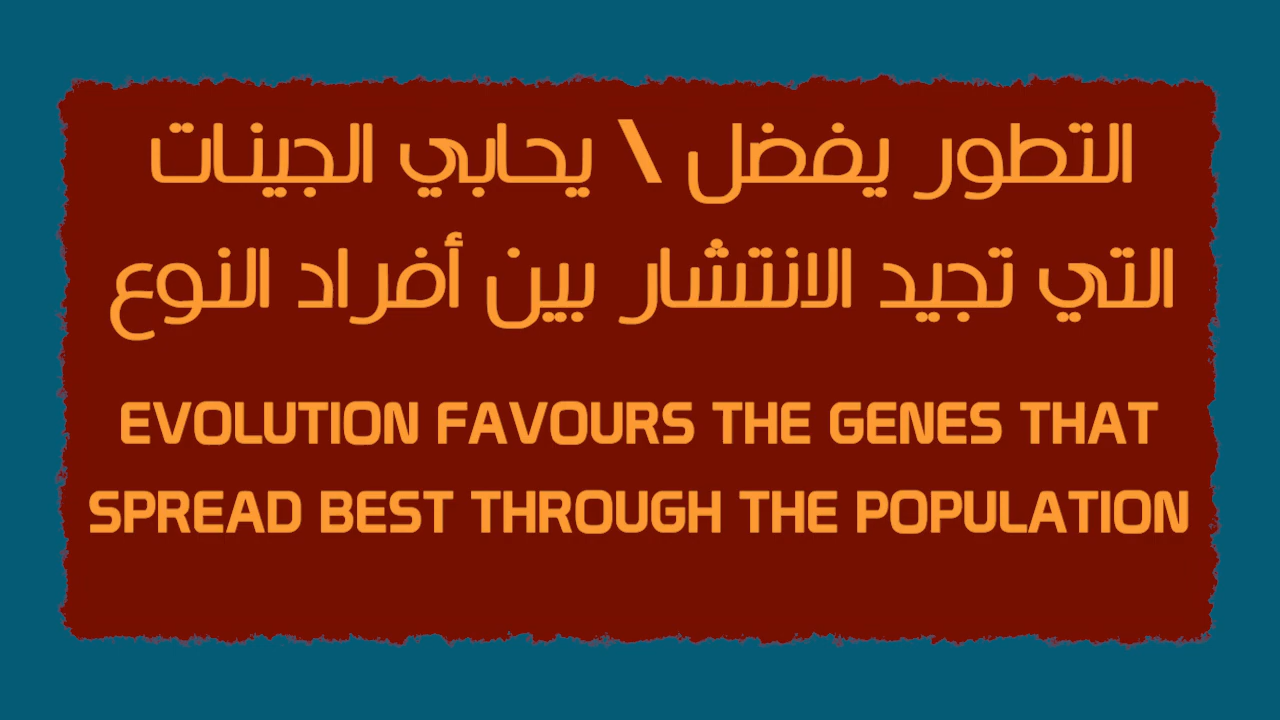 التطور يفضل \ يحابي الجينات
التي تجيد الانتشار بين أفراد النوع
EVOLUTION FAVOURS THE GENES THAT
SPREAD BEST THROUGH THE POPULATION